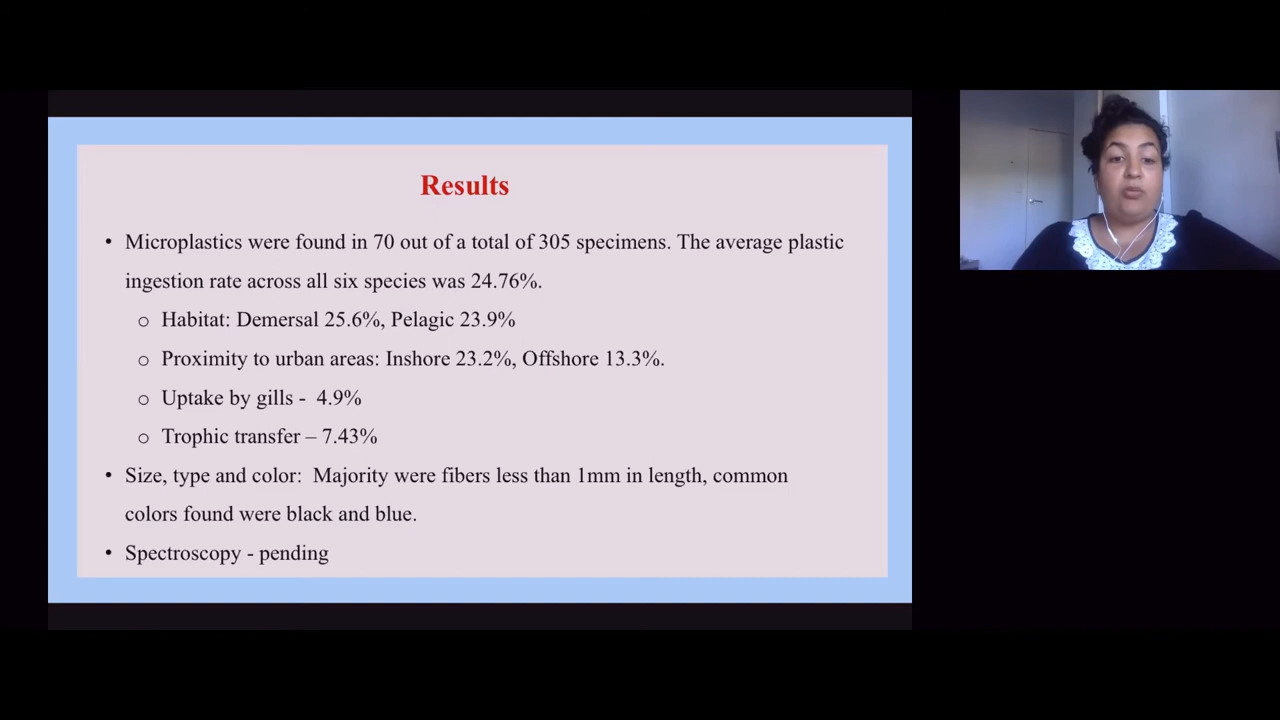 Results
• Microplastics were found in 70 out of a total of 305 specimens. The average plastic
ingestion rate across all six species was 24.76%.
o Habitat: Demersal 25.6%, Pelagic 23.9%
o Proximity to urban areas: Inshore 23.2%, Offshore 13.3%.
o Uptake by gills - 4.9%
o Trophic transfer – 7.43%
• Size, type and color: Majority were fibers less than 1mm in length, common
colors found were black and blue.
• Spectroscopy - pending